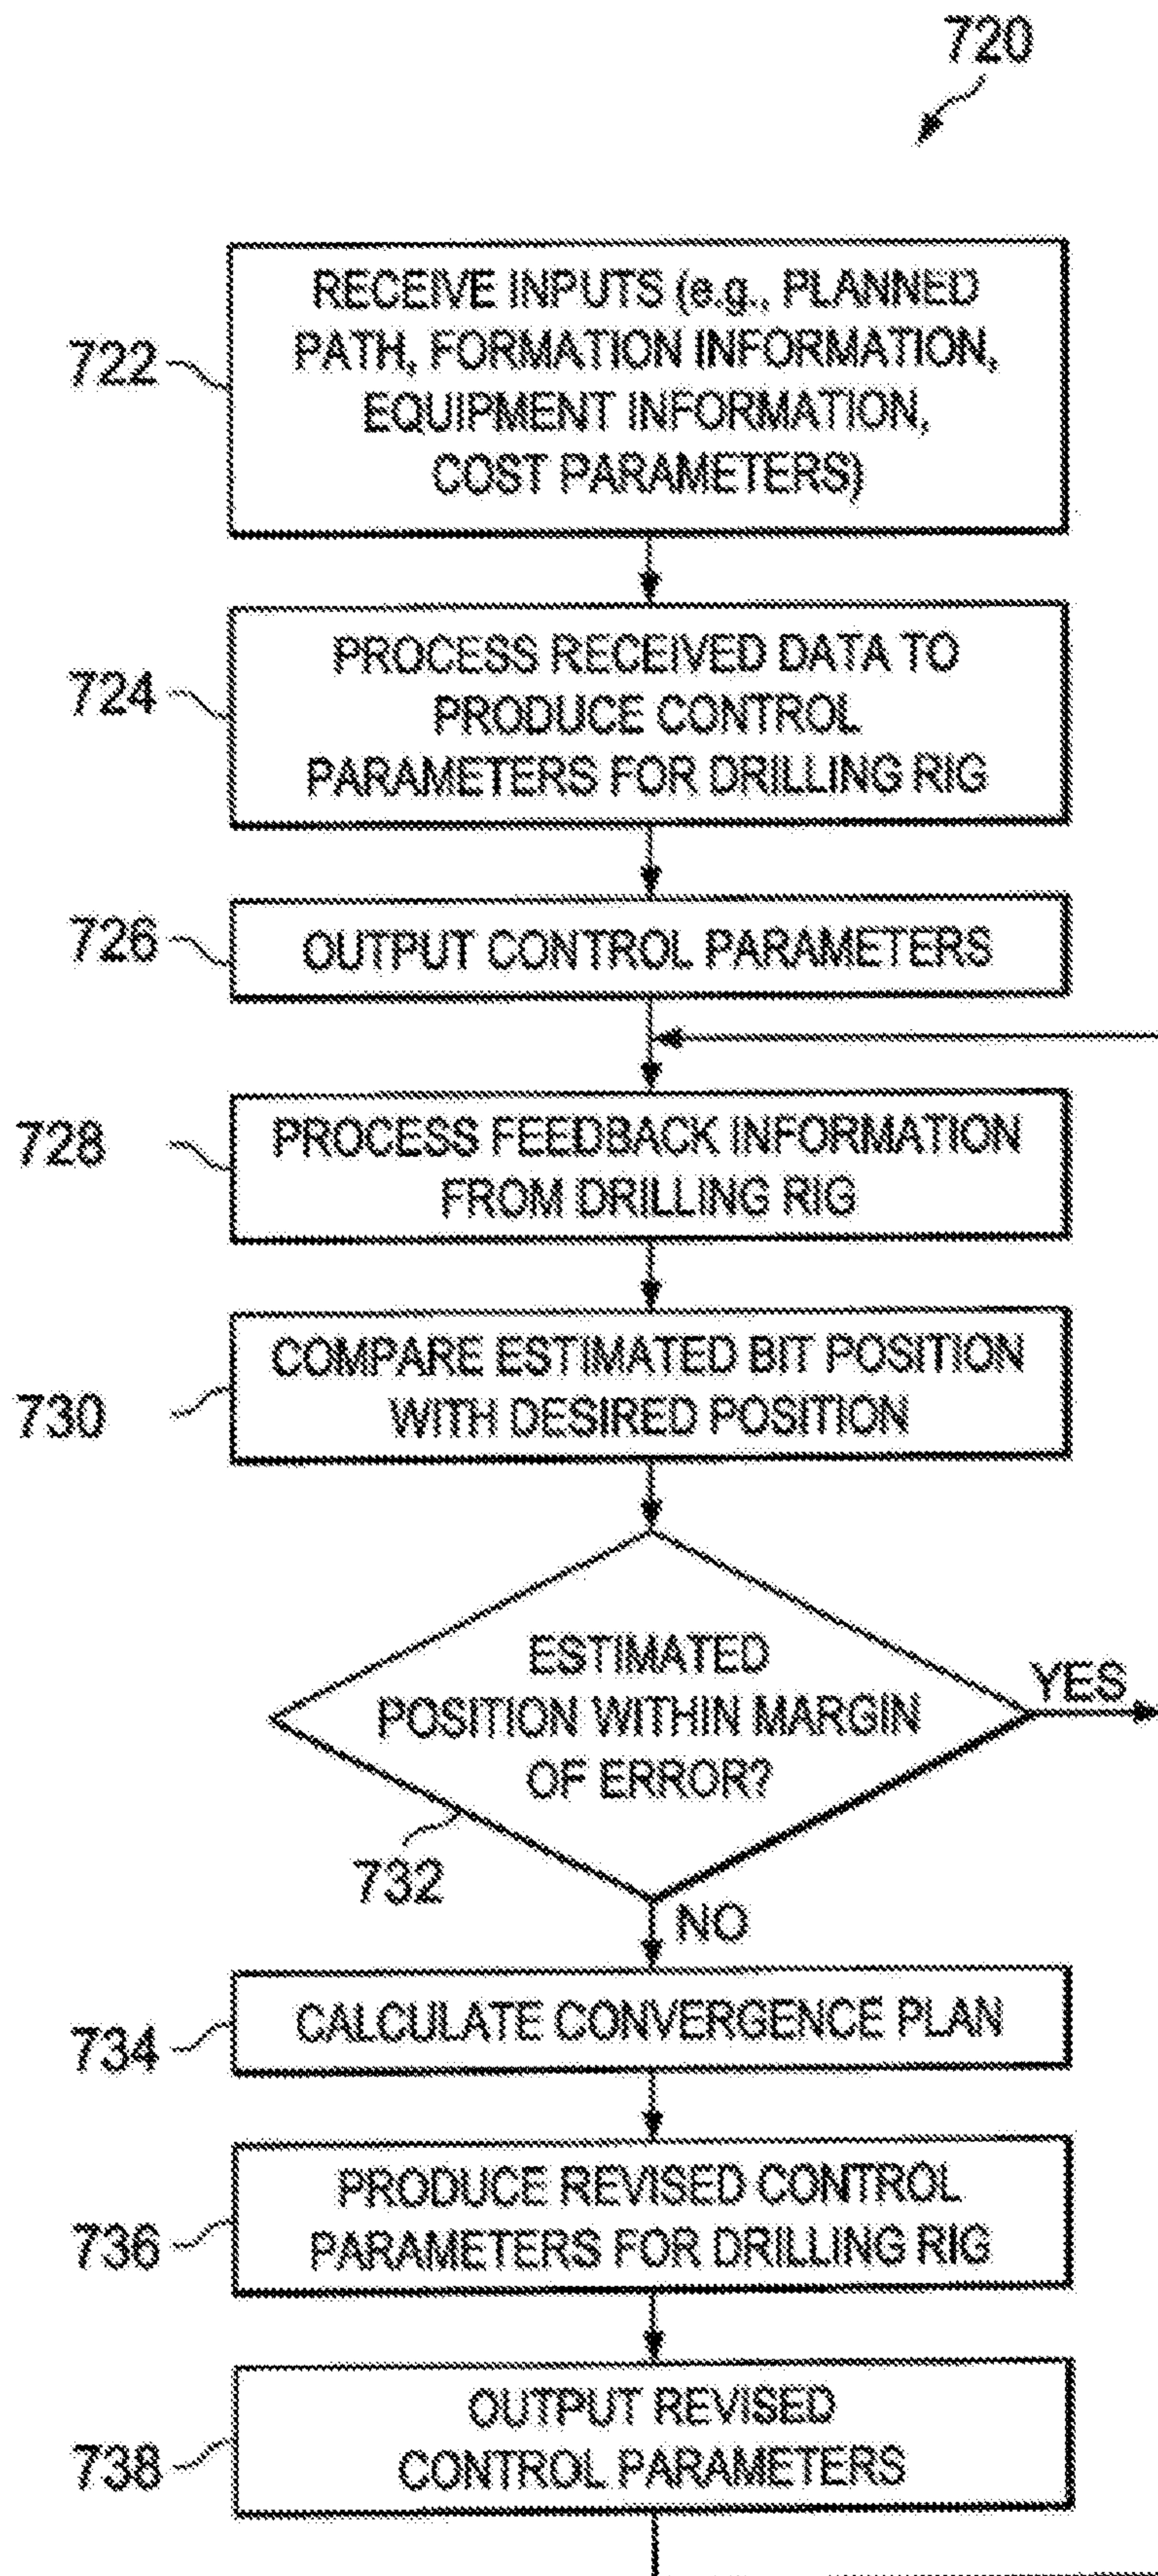 720
722
RECEIVE INPUTS (e.g., PLANNED
PATH, FORMATION INFORMATION,
EQUIPMENT INFORMATION,
COST PARAMETERS)
724
PROCESS RECEIVED DATA TO
PRODUCE CONTROL
PARAMETERS FOR DRILLING RIG
726
OUTPUT CONTROL PARAMETERS
728
PROCESS FEEDBACK INFORMATION
FROM DRILLING RIG
730
COMPARE ESTIMATED BIT POSITION
WITH DESIRED POSITION
ESTIMATED
POSITION WITHIN MARGIN
OF ERROR?
YES
732
NO
734
CALCULATE CONVERGENCE PLAN
736
PRODUCE REVISED CONTROL
PARAMETERS FOR DRILLING RIG
738
OUTPUT REVISED
CONTROL PARAMETERS